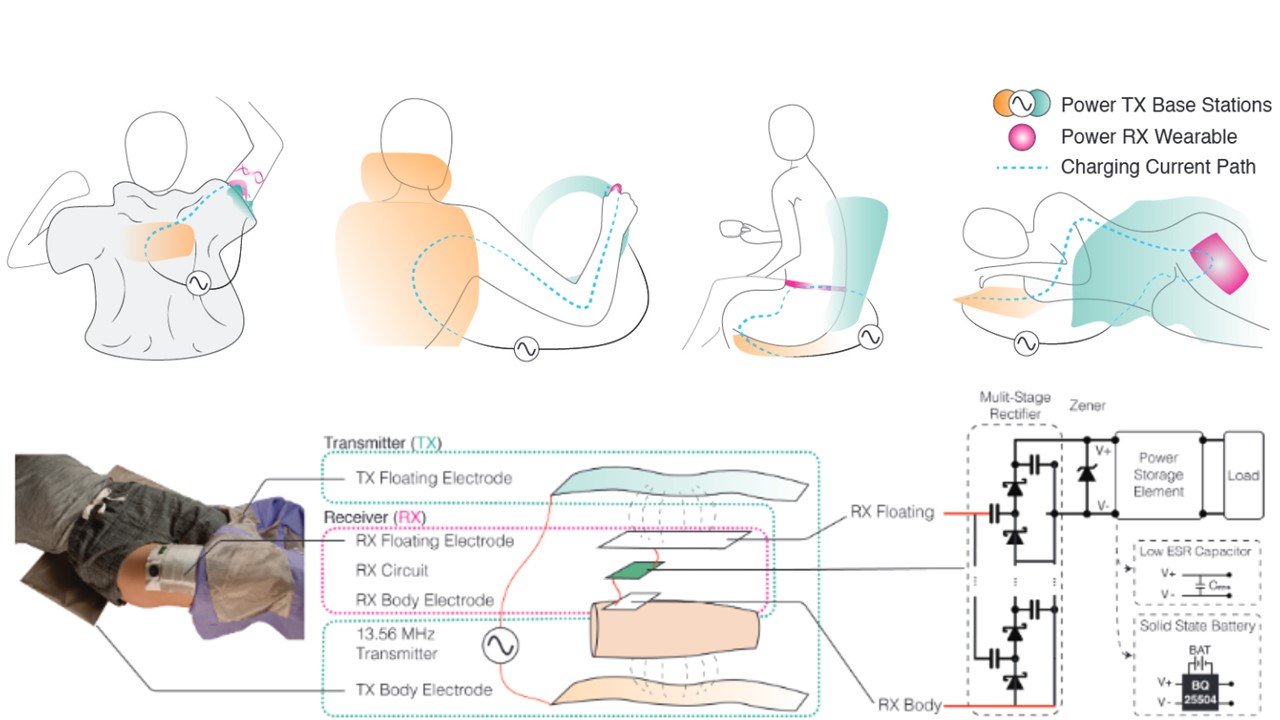 Power TX Base Stations
Power RX Wearable
Charging Current Path
Transmitter (TX)
TX Floating Electrode
Receiver (RX)
RX Floating Electrode
RX Circuit
RX Body Electrode
13.56 MHz
Transmitter
TX Body Electrode
RX Floating
RX Body
Mulit-Stage
Rectifier
Zener
V+
V-
Power
Storage
Element
Load
Low ESR Capacitor
V+
V-
Solid State Battery
BAT
V+
V-
BQ
25504